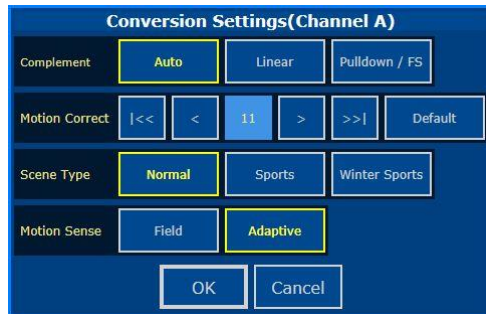 Conversion Settings(Channel A)
Complement Auto Linear Pulldown / FS
Motion Correct |<< < 11 > >>| Default
Scene Type Normal Sports Winter Sports
Motion Sense Field Adaptive
OK Cancel